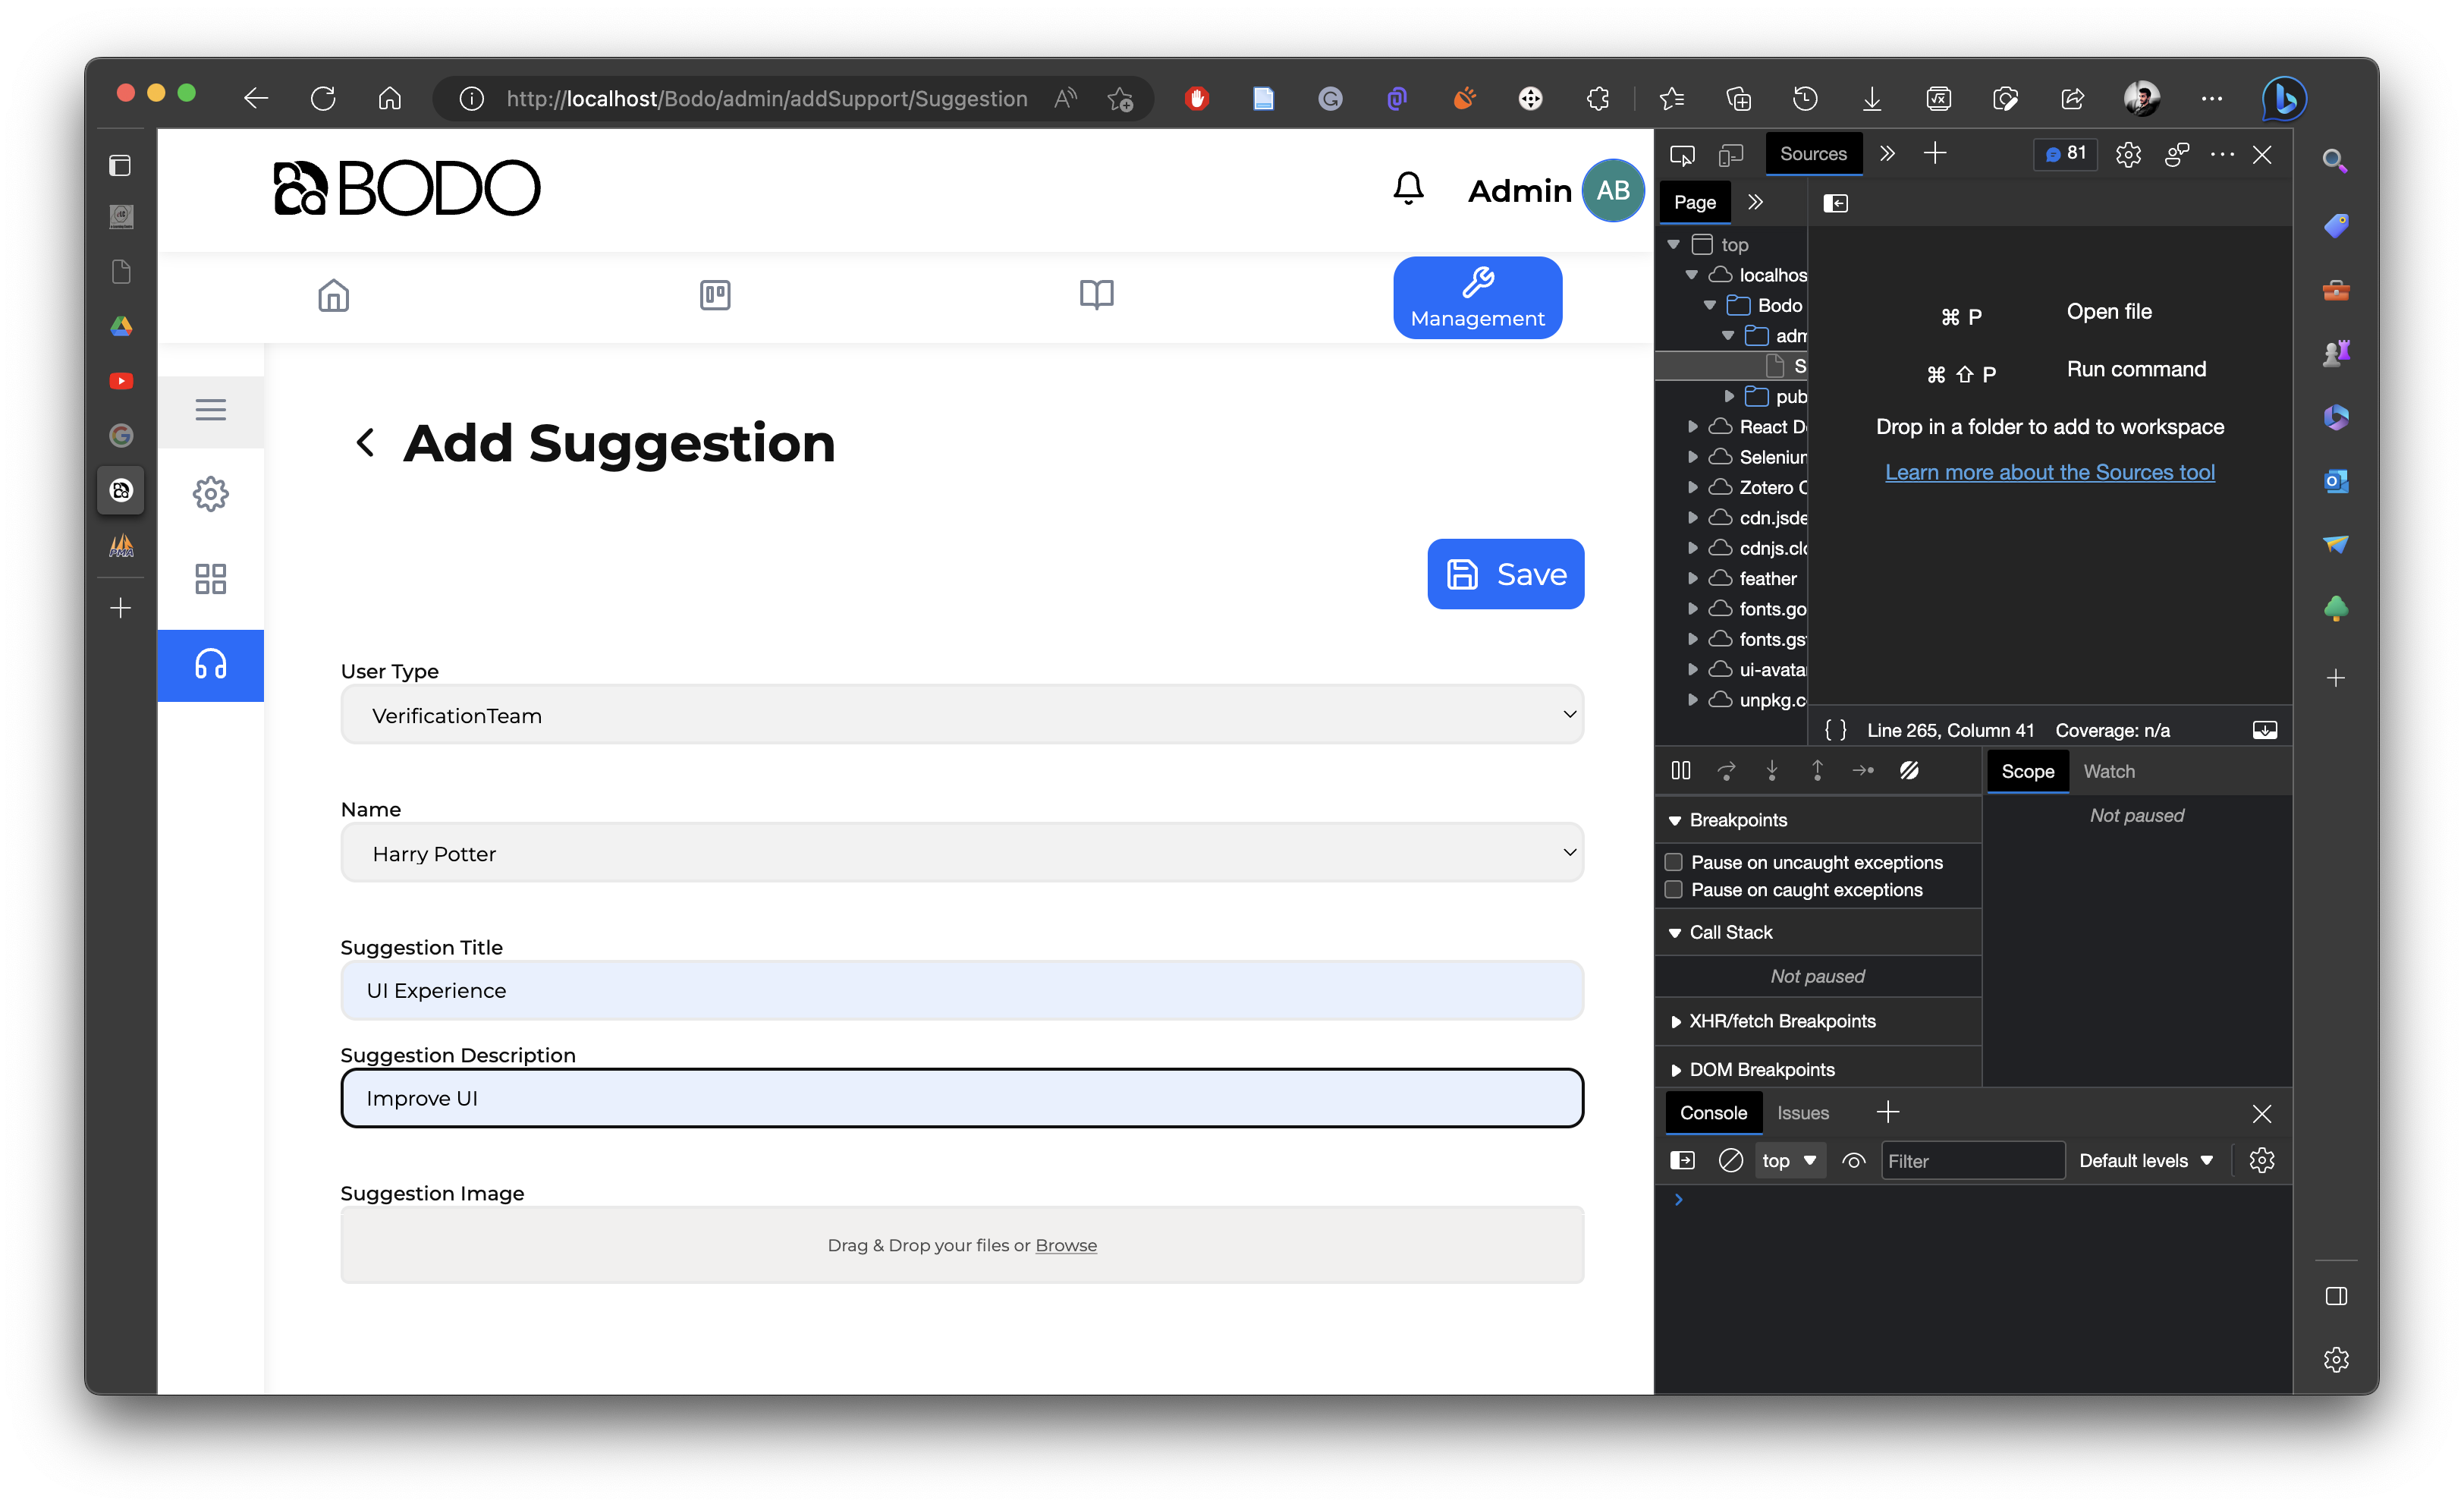 http://localhost/Bodo/admin/addSupport/Suggestion
BODO
Admin AB
Management
Add Suggestion
Save
User Type
VerificationTeam
Name
Harry Potter
Suggestion Title
UI Experience
Suggestion Description
Improve UI
Suggestion Image
Drag & Drop your files or Browse
Sources
81
Page
top
localhos
Bodo
adm
S
pub
React D
Selenium
Zotero C
cdn.jsde
cdnjs.clo
feather
fonts.go
fonts.gst
ui-avatar
unpkg.c
⌘ P Open file
⌘ ⇧ P Run command
Drop in a folder to add to workspace
Learn more about the Sources tool
{ } Line 265, Column 41 Coverage: n/a
Scope Watch
Not paused
Breakpoints
Pause on uncaught exceptions
Pause on caught exceptions
Call Stack
Not paused
XHR/fetch Breakpoints
DOM Breakpoints
Console Issues
top Filter Default levels
PMA